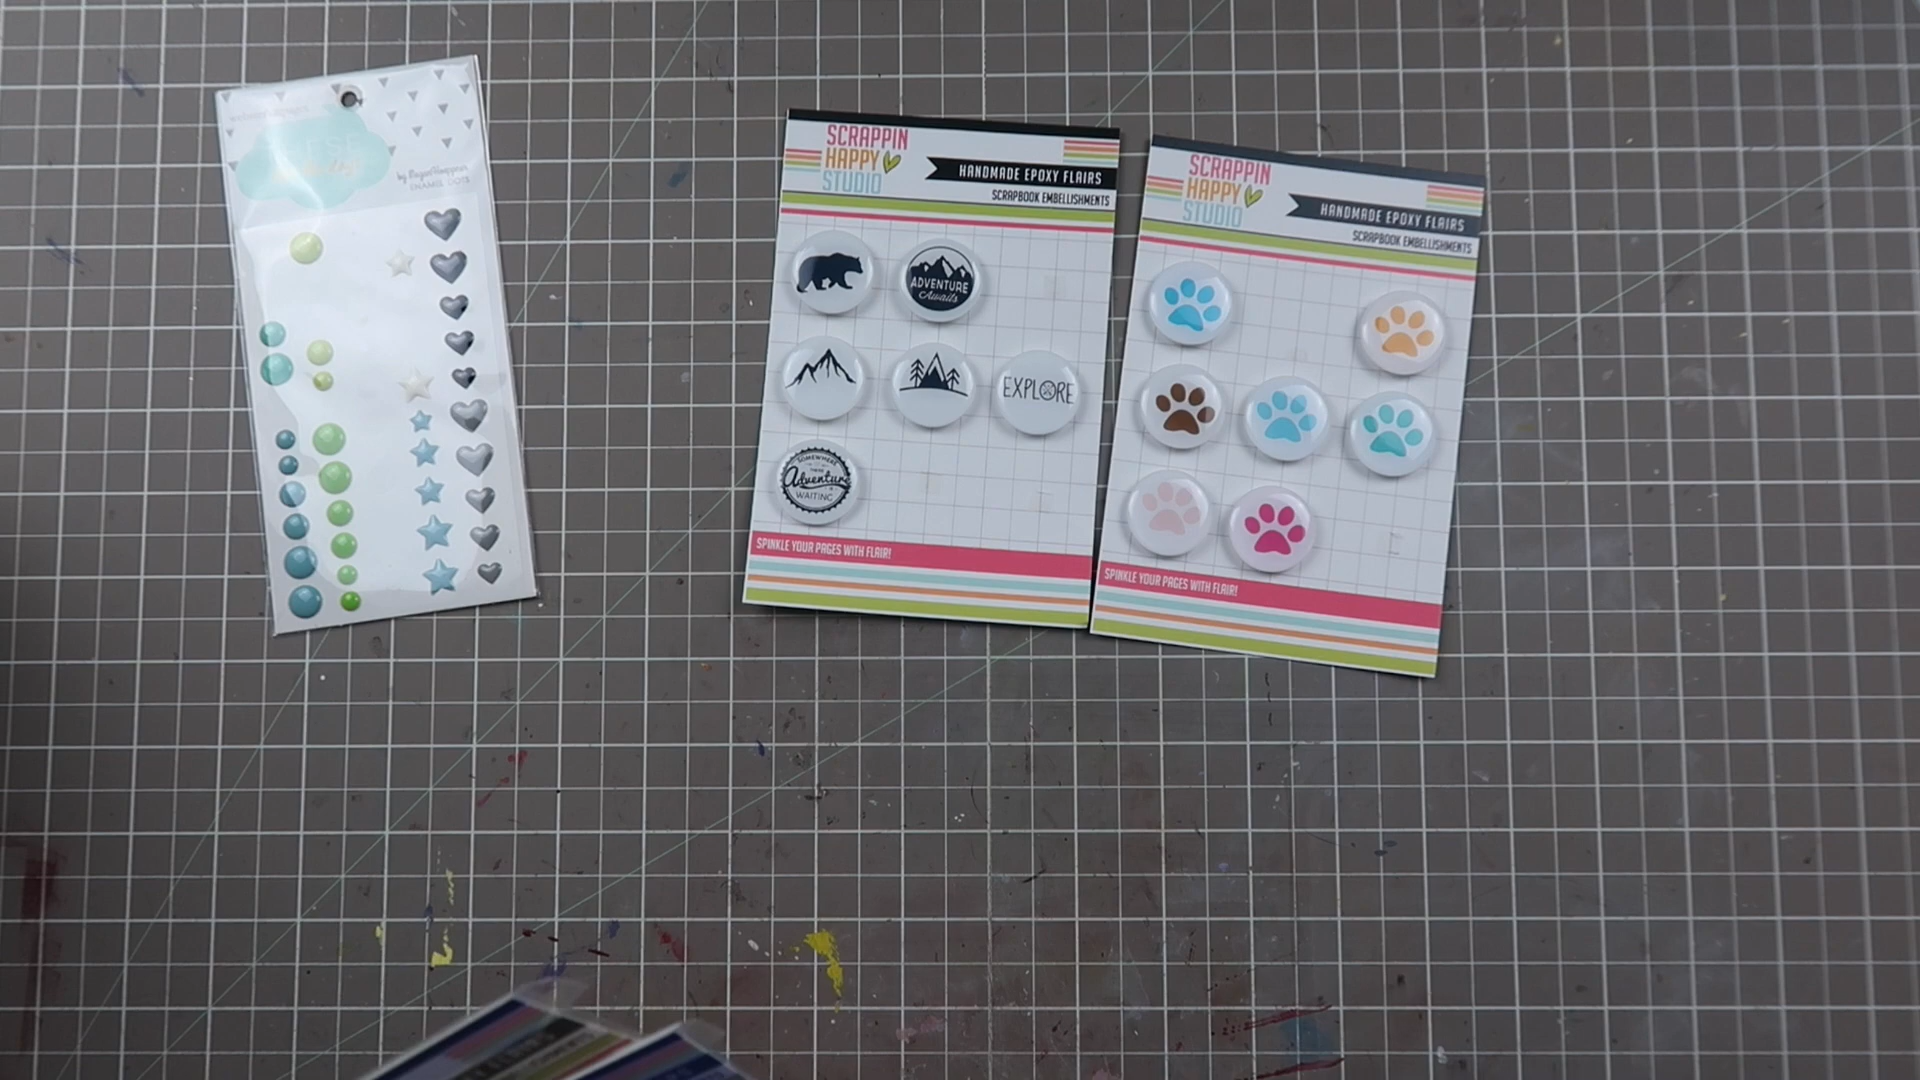 ENAMEL DOTS
SCRAPPIN
HAPPY
STUDIO
HANDMADE EPOXY FLAIRS
SCRAPBOOK EMBELLISHMENTS
ADVENTURE
Awaits
EXPLORE
SOMEWHERE
Adventure
WAITING
SPINKLE YOUR PAGES WITH FLAIR!
SCRAPPIN
HAPPY
STUDIO
HANDMADE EPOXY FLAIRS
SCRAPBOOK EMBELLISHMENTS
SPINKLE YOUR PAGES WITH FLAIR!